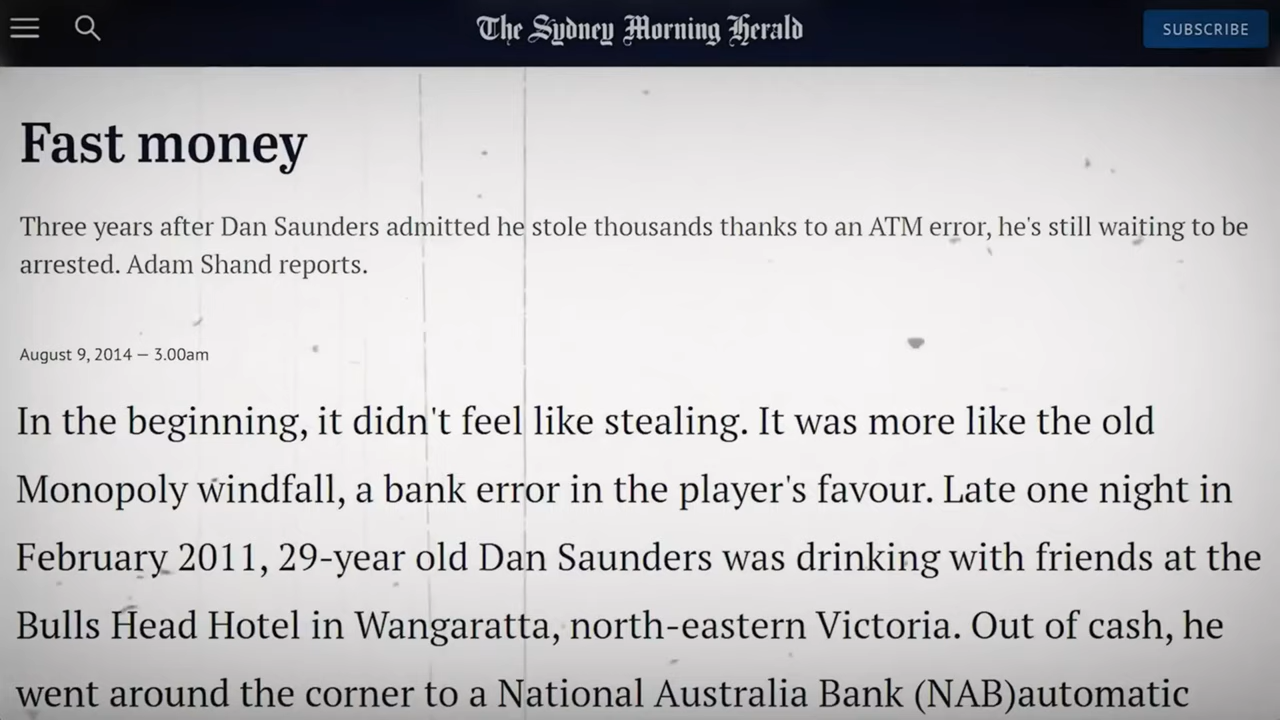 The Sydney Morning Herald
SUBSCRIBE
Fast money
Three years after Dan Saunders admitted he stole thousands thanks to an ATM error, he's still waiting to be
arrested. Adam Shand reports.
August 9, 2014 — 3.00am
In the beginning, it didn't feel like stealing. It was more like the old
Monopoly windfall, a bank error in the player's favour. Late one night in
February 2011, 29-year old Dan Saunders was drinking with friends at the
Bulls Head Hotel in Wangaratta, north-eastern Victoria. Out of cash, he
went around the corner to a National Australia Bank (NAB)automatic